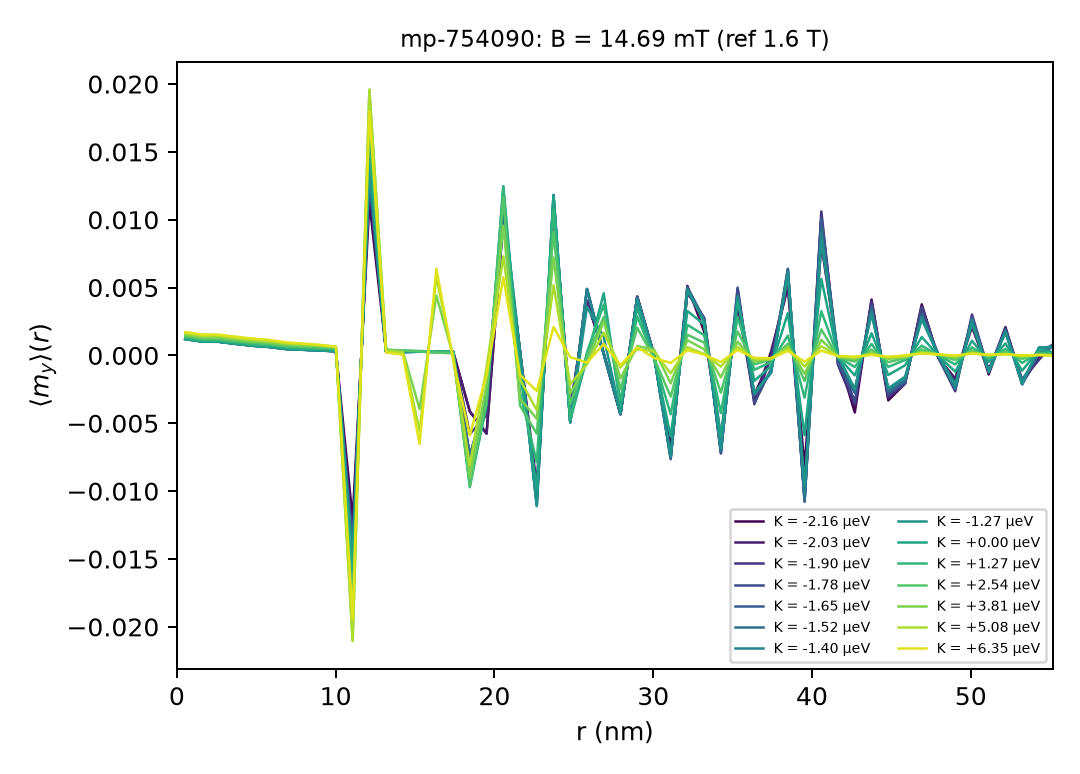 mp-754090: B = 14.69 mT (ref 1.6 T)
⟨m_y⟩(r)
0.020
0.015
0.010
0.005
0.000
−0.005
−0.010
−0.015
−0.020
K = -2.16 μeV
K = -2.03 μeV
K = -1.90 μeV
K = -1.78 μeV
K = -1.65 μeV
K = -1.52 μeV
K = -1.40 μeV
K = -1.27 μeV
K = +0.00 μeV
K = +1.27 μeV
K = +2.54 μeV
K = +3.81 μeV
K = +5.08 μeV
K = +6.35 μeV
0 10 20 30 40 50
r (nm)